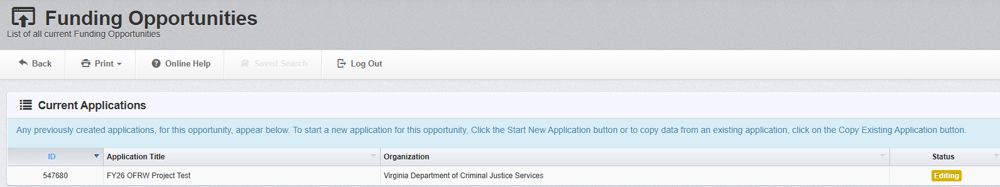 Funding Opportunities
List of all current Funding Opportunities
Back Print Online Help Saved Search Log Out
Current Applications
Any previously created applications, for this opportunity, appear below. To start a new application for this opportunity, Click the Start New Application button or to copy data from an existing application, click on the Copy Existing Application button.
ID Application Title Organization Status
547680 FY26 OFRW Project Test Virginia Department of Criminal Justice Services Editing